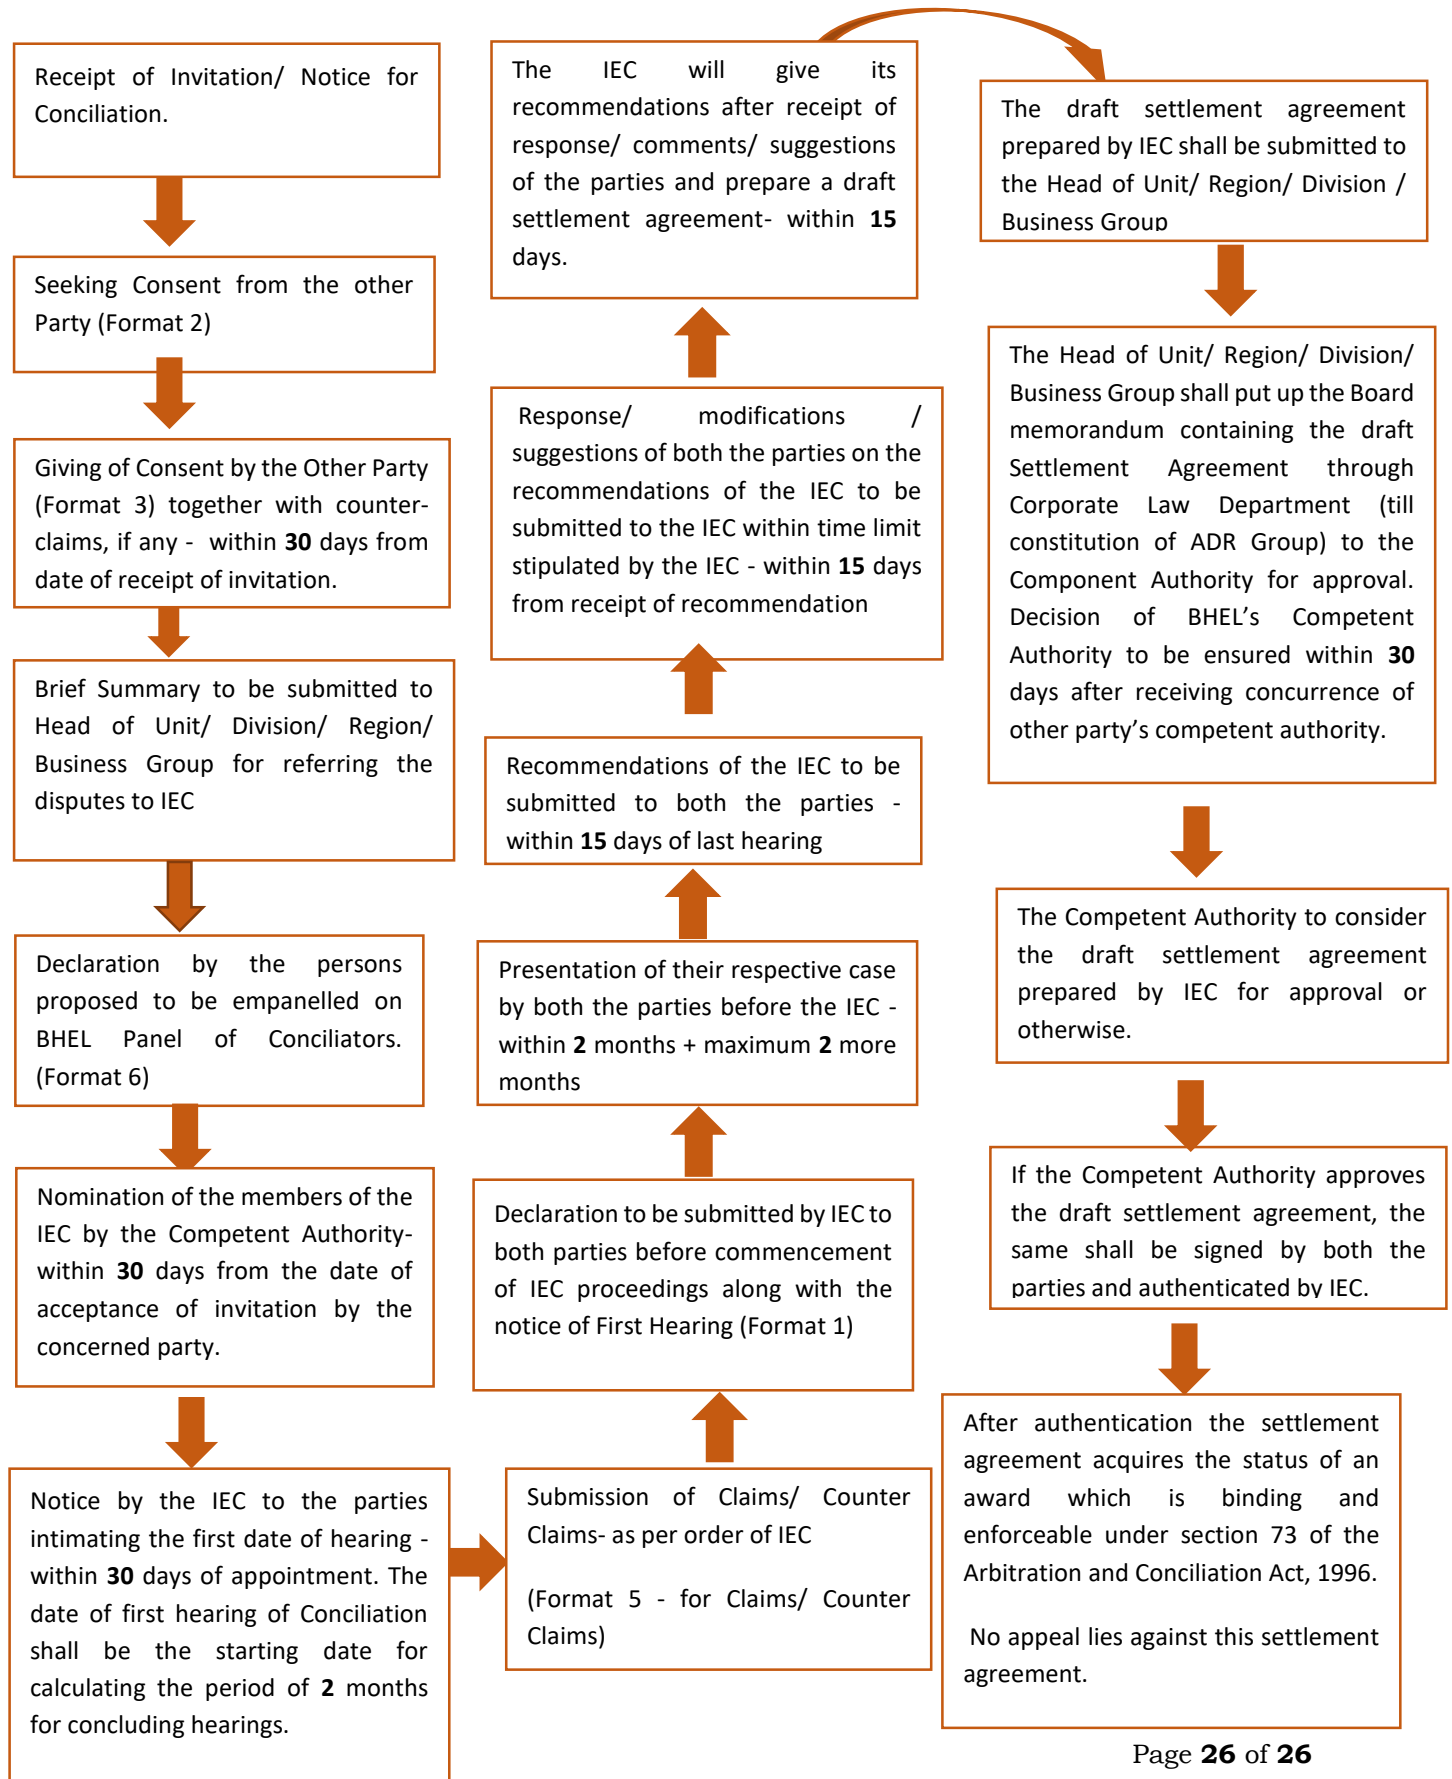 Receipt of Invitation/ Notice for
Conciliation.
Seeking Consent from the other
Party (Format 2)
Giving of Consent by the Other Party
(Format 3) together with counter-
claims, if any - within 30 days from
date of receipt of invitation.
Brief Summary to be submitted to
Head of Unit/ Division/ Region/
Business Group for referring the
disputes to IEC
Declaration by the persons
proposed to be empanelled on
BHEL Panel of Conciliators.
(Format 6)
Nomination of the members of the
IEC by the Competent Authority-
within 30 days from the date of
acceptance of invitation by the
concerned party.
Notice by the IEC to the parties
intimating the first date of hearing -
within 30 days of appointment. The
date of first hearing of Conciliation
shall be the starting date for
calculating the period of 2 months
for concluding hearings.
Submission of Claims/ Counter
Claims- as per order of IEC
(Format 5 - for Claims/ Counter
Claims)
Declaration to be submitted by IEC to
both parties before commencement
of IEC proceedings along with the
notice of First Hearing (Format 1)
Presentation of their respective case
by both the parties before the IEC -
within 2 months + maximum 2 more
months
Recommendations of the IEC to be
submitted to both the parties -
within 15 days of last hearing
Response/ modifications /
suggestions of both the parties on the
recommendations of the IEC to be
submitted to the IEC within time limit
stipulated by the IEC - within 15 days
from receipt of recommendation
The IEC will give its
recommendations after receipt of
response/ comments/ suggestions
of the parties and prepare a draft
settlement agreement- within 15
days.
The draft settlement agreement
prepared by IEC shall be submitted to
the Head of Unit/ Region/ Division /
Business Group
The Head of Unit/ Region/ Division/
Business Group shall put up the Board
memorandum containing the draft
Settlement Agreement through
Corporate Law Department (till
constitution of ADR Group) to the
Component Authority for approval.
Decision of BHEL’s Competent
Authority to be ensured within 30
days after receiving concurrence of
other party’s competent authority.
The Competent Authority to consider
the draft settlement agreement
prepared by IEC for approval or
otherwise.
If the Competent Authority approves
the draft settlement agreement, the
same shall be signed by both the
parties and authenticated by IEC.
After authentication the settlement
agreement acquires the status of an
award which is binding and
enforceable under section 73 of the
Arbitration and Conciliation Act, 1996.
No appeal lies against this settlement
agreement.
Page 26 of 26